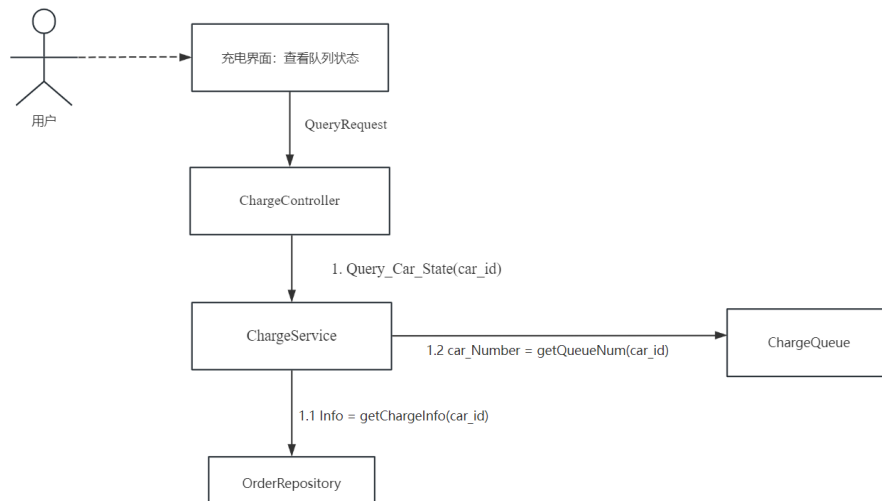 充电界面：查看队列状态
用户
QueryRequest
ChargeController
1. Query_Car_State(car_id)
ChargeService
1.2 car_Number = getQueueNum(car_id)
ChargeQueue
1.1 Info = getChargeInfo(car_id)
OrderRepository